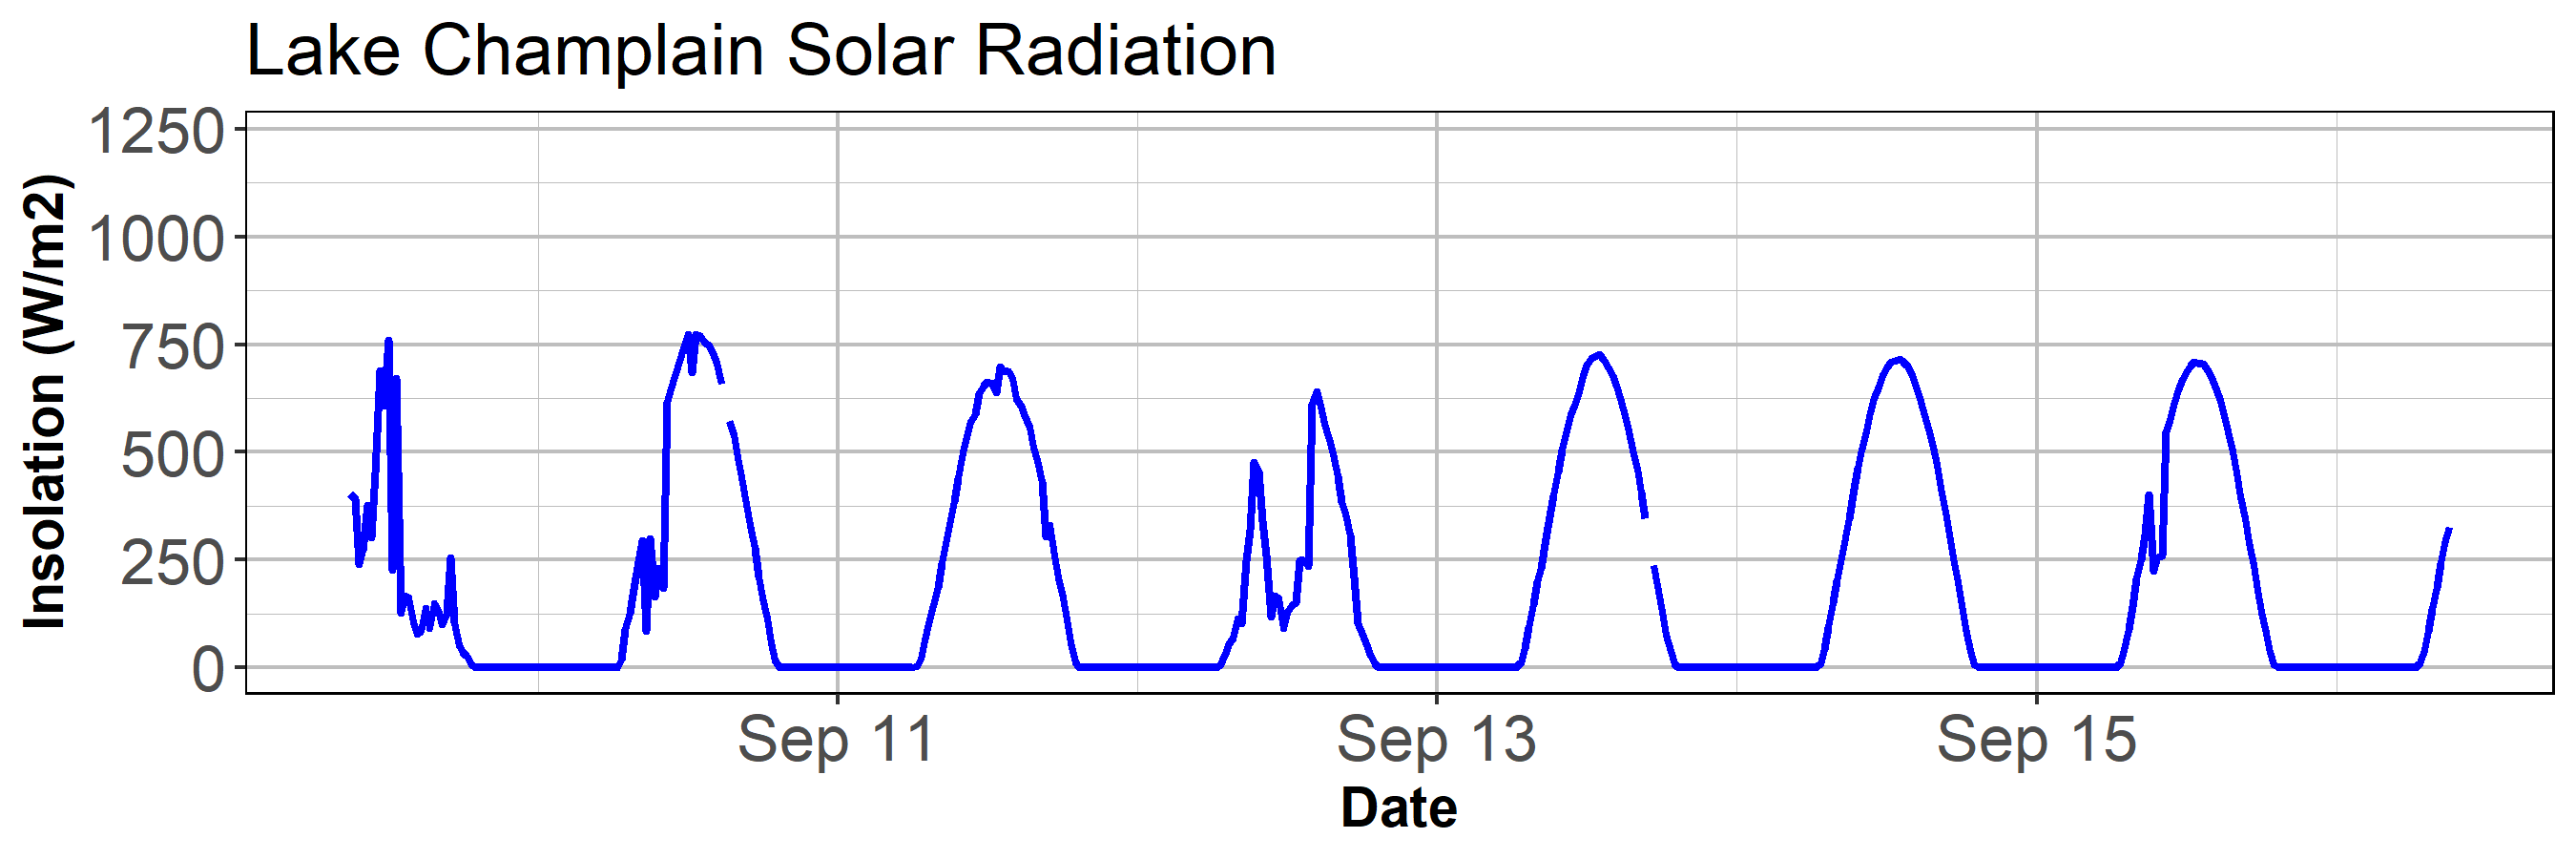 Lake Champlain Solar Radiation
Insolation (W/m2)
1250
1000
750
500
250
0
Sep 11 Sep 13 Sep 15
Date